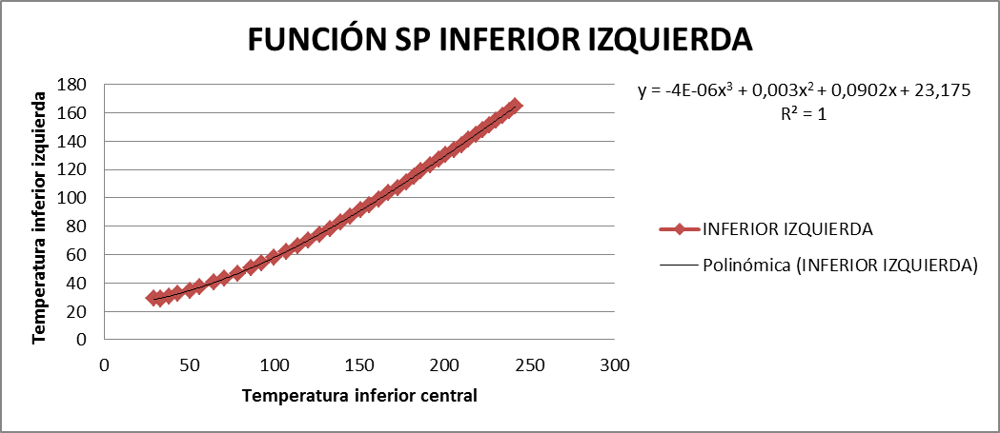 FUNCIÓN SP INFERIOR IZQUIERDA
y = -4E-06x³ + 0,003x² + 0,0902x + 23,175
R² = 1
Temperatura inferior izquierda
180
160
140
120
100
80
60
40
20
0
0 50 100 150 200 250 300
Temperatura inferior central
INFERIOR IZQUIERDA
Polinómica (INFERIOR IZQUIERDA)